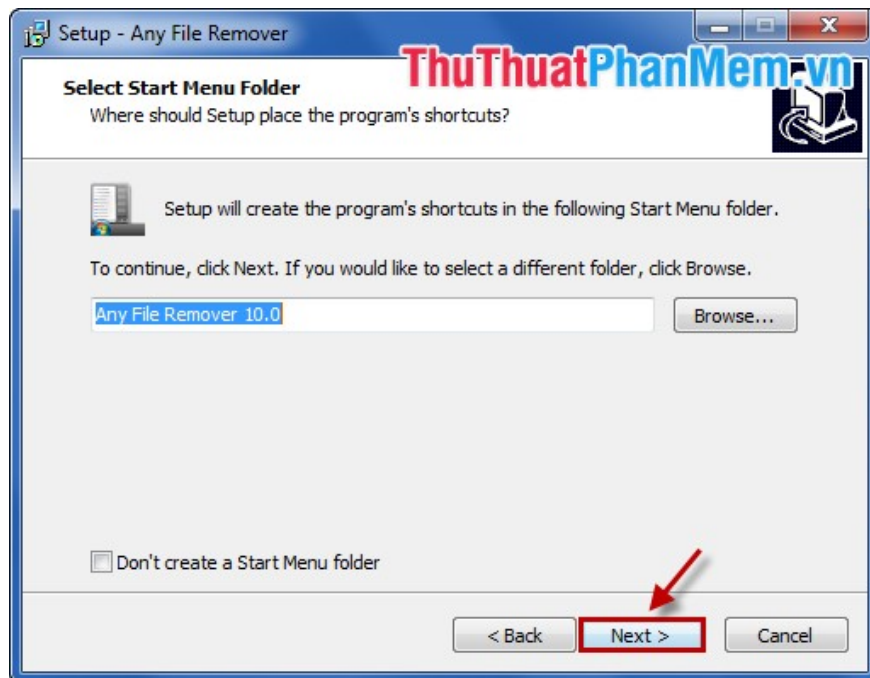 Setup - Any File Remover
ThuThuatPhanMem.vn
Select Start Menu Folder
Where should Setup place the program's shortcuts?
Setup will create the program's shortcuts in the following Start Menu folder.
To continue, click Next. If you would like to select a different folder, click Browse.
Any File Remover 10.0
Browse...
Don't create a Start Menu folder
< Back
Next >
Cancel